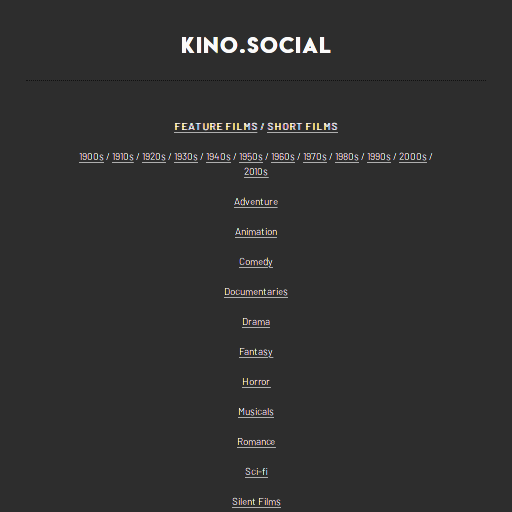 KINO.SOCIAL
FEATURE FILMS / SHORT FILMS
1900s / 1910s / 1920s / 1930s / 1940s / 1950s / 1960s / 1970s / 1980s / 1990s / 2000s /
2010s
Adventure
Animation
Comedy
Documentaries
Drama
Fantasy
Horror
Musicals
Romance
Sci-fi
Silent Films